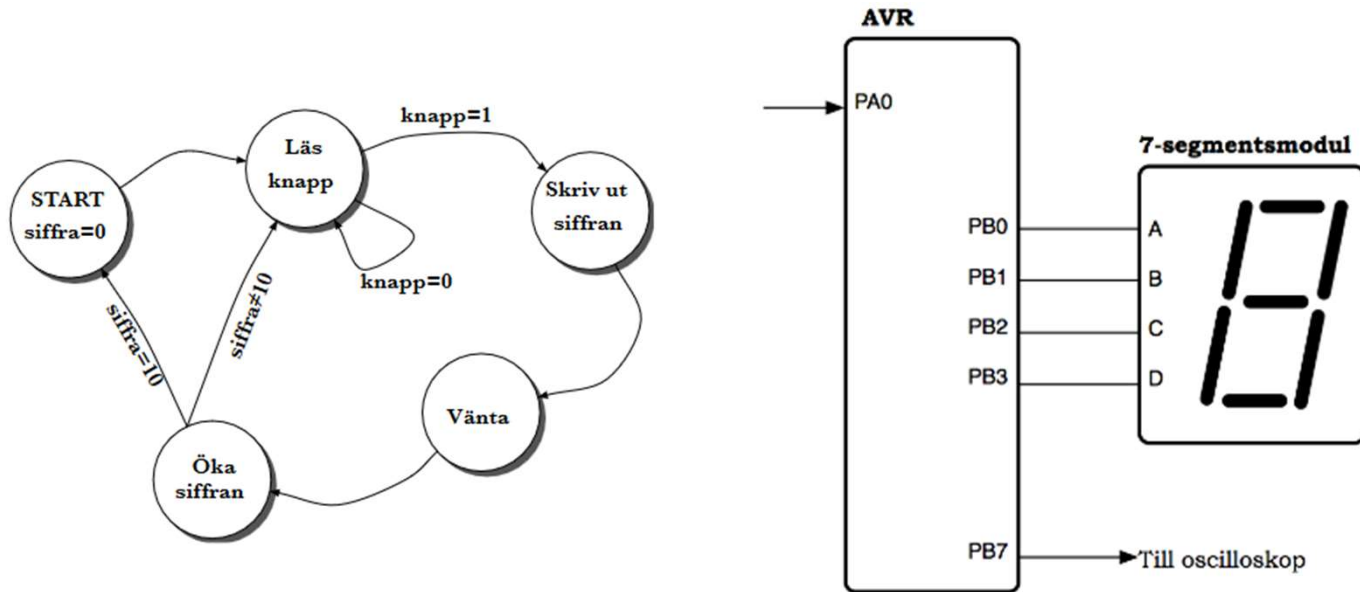 START
siffra=0
Läs
knapp
knapp=1
knapp=0
Skriv ut
siffran
Vänta
Öka
siffran
siffra=10
siffra≠10
AVR
PA0
PB0
PB1
PB2
PB3
PB7
7-segmentsmodul
A
B
C
D
Till oscilloskop